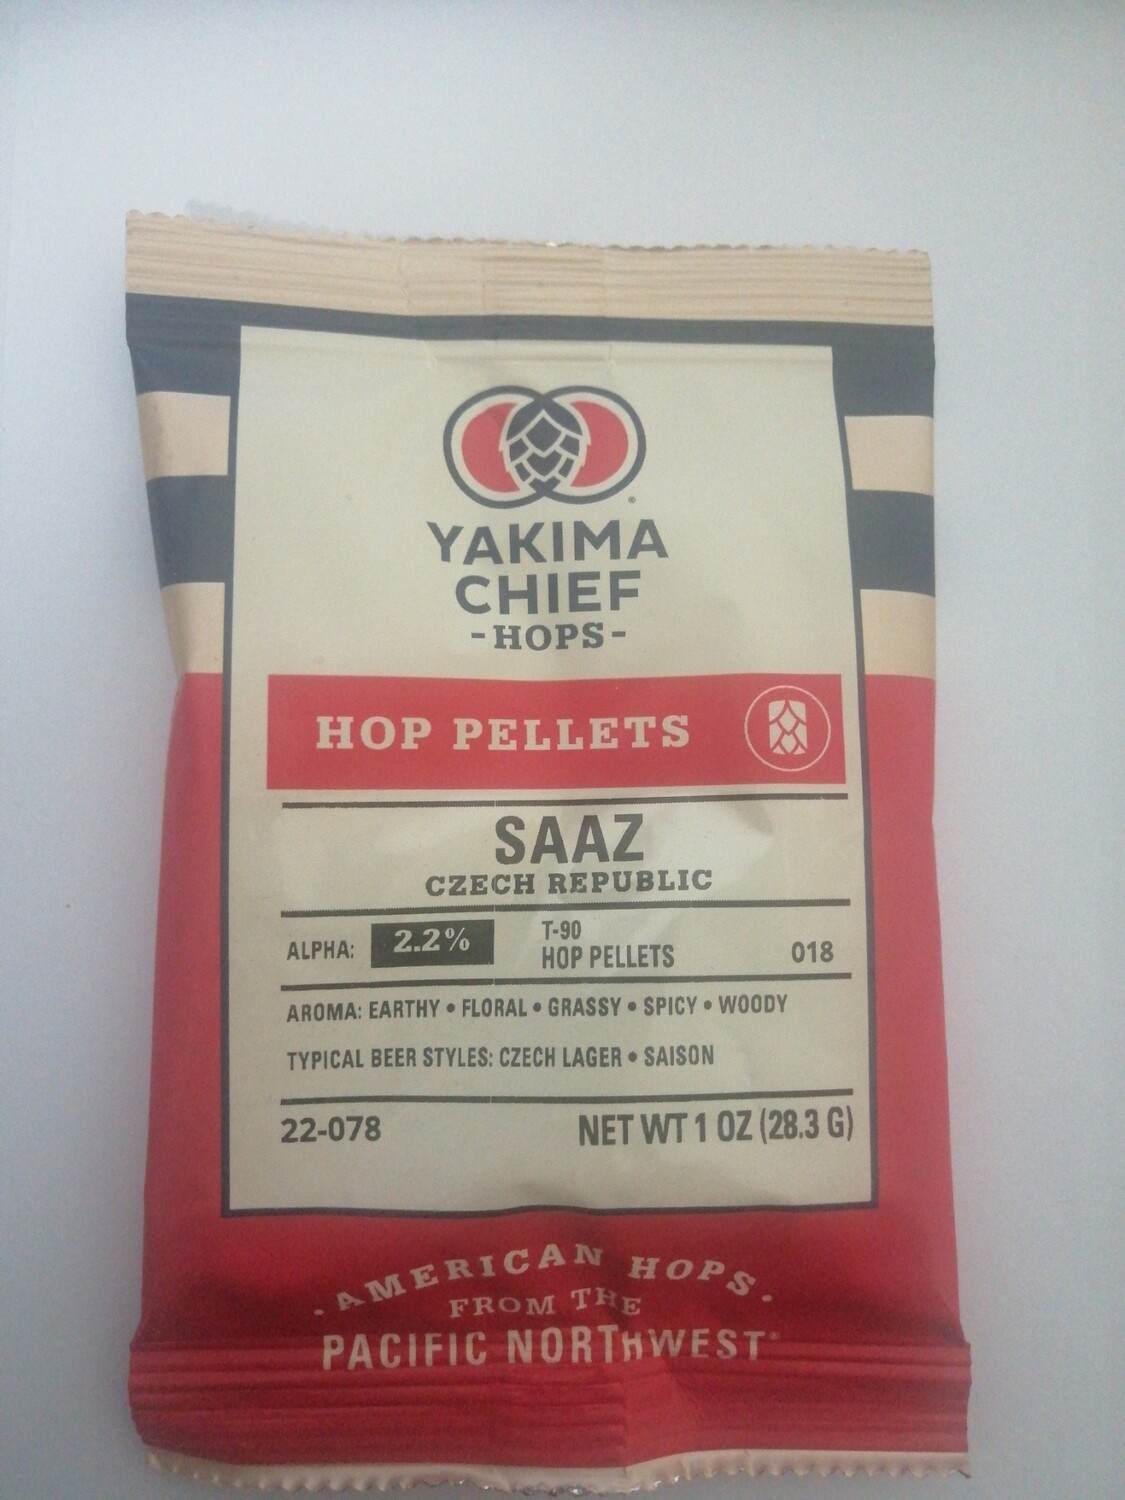 YAKIMA
CHIEF
-HOPS-
HOP PELLETS
SAAZ
CZECH REPUBLIC
ALPHA: 2.2% T-90 HOP PELLETS 018
AROMA: EARTHY • FLORAL • GRASSY • SPICY • WOODY
TYPICAL BEER STYLES: CZECH LAGER • SAISON
22-078 NET WT 1 OZ (28.3 G)
• AMERICAN HOPS •
FROM THE
PACIFIC NORTHWEST®